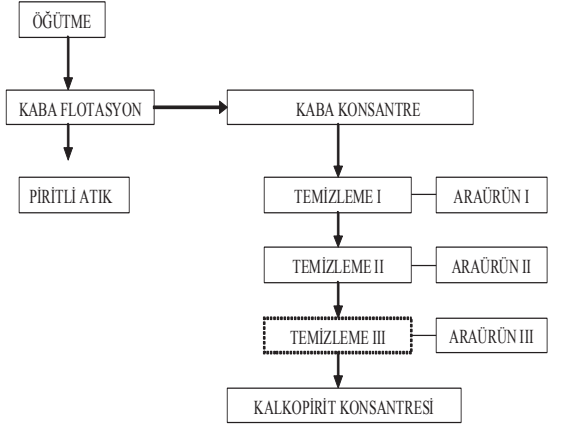 ÖĞÜTME
KABA FLOTASYON
KABA KONSANTRE
PİRİTLİ ATIK
TEMİZLEME I
ARAÜRÜN I
TEMİZLEME II
ARAÜRÜN II
TEMİZLEME III
ARAÜRÜN III
KALKOPİRİT KONSANTRESİ